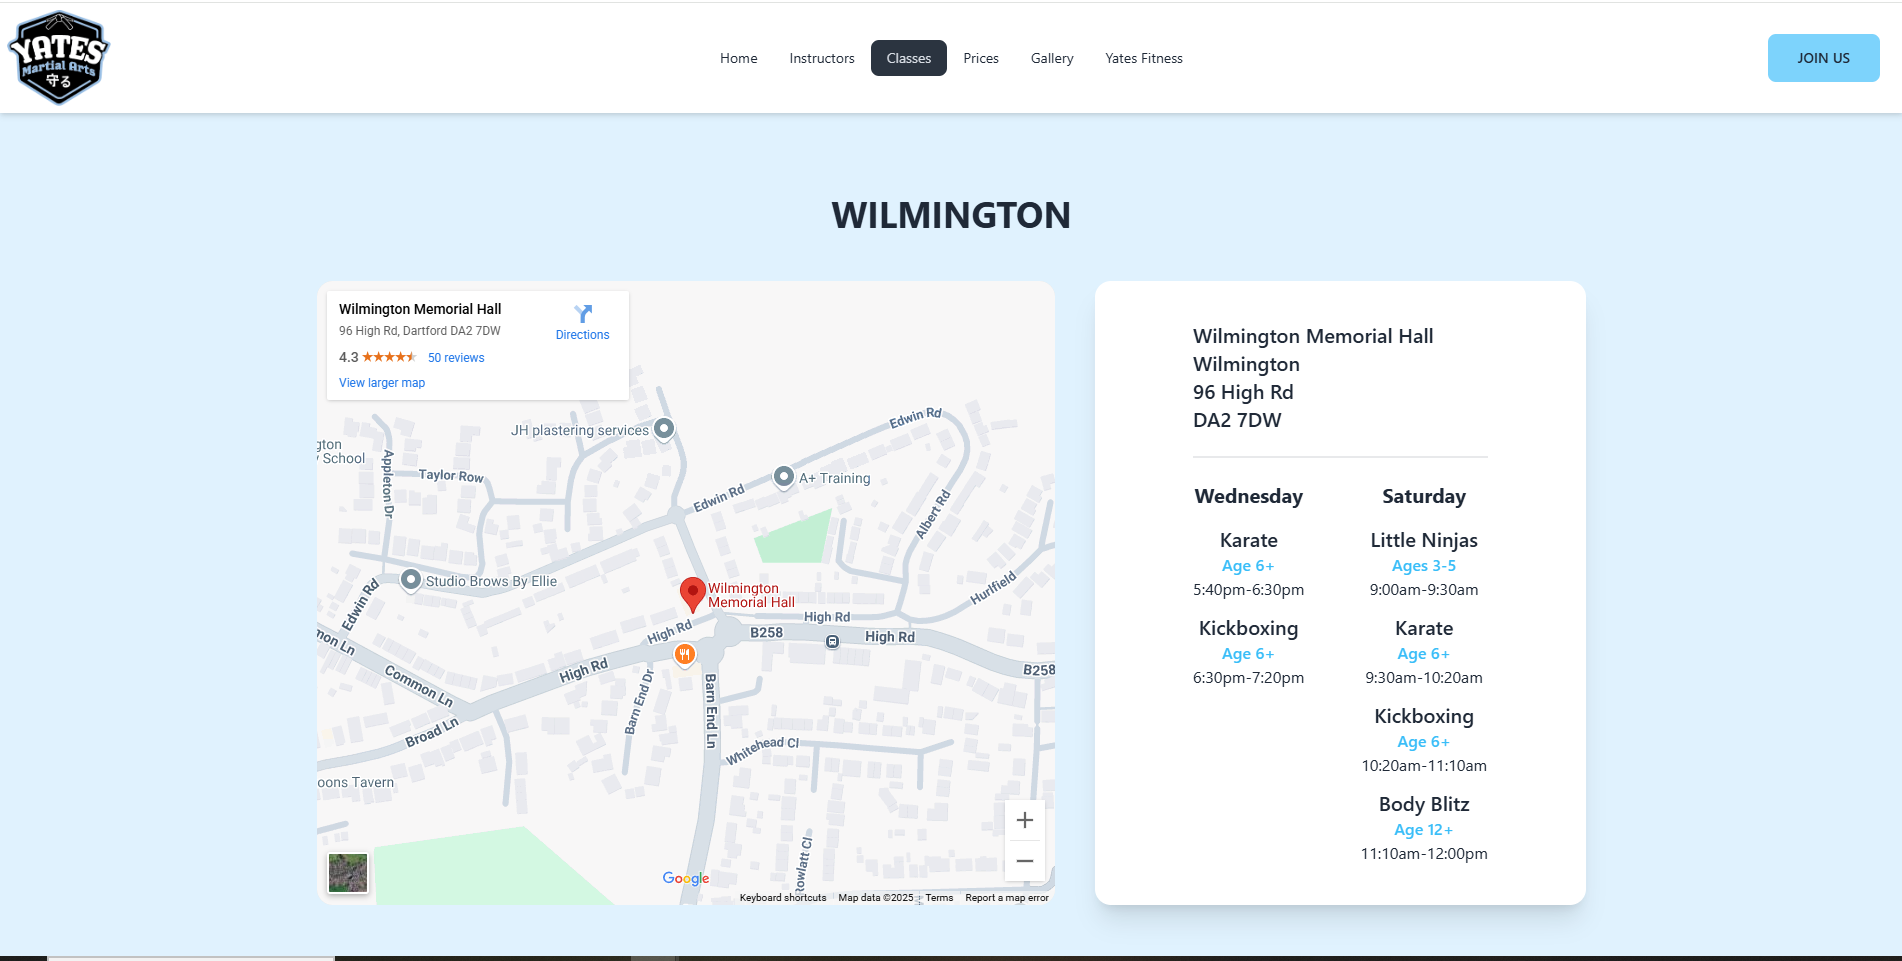 YATES
Martial Arts
守る
Home
Instructors
Classes
Prices
Gallery
Yates Fitness
JOIN US
WILMINGTON
Wilmington Memorial Hall
96 High Rd, Dartford DA2 7DW
4.3
50 reviews
View larger map
Directions
JH plastering services
Edwin Rd
gton
School
Appleton Dr
Taylor Row
A+ Training
Edwin Rd
Albert Rd
Studio Brows By Ellie
Edwin Rd
Wilmington
Memorial Hall
Hurlfield
High Rd
High Rd
B258
High Rd
mon Ln
Common Ln
High Rd
B258
Barn End Dr
Barn End Ln
Broad Ln
Whitehead Cl
oons Tavern
Rowlatt Cl
Google
Keyboard shortcuts
Map data ©2025
Terms
Report a map error
Wilmington Memorial Hall
Wilmington
96 High Rd
DA2 7DW
Wednesday
Karate
Age 6+
5:40pm-6:30pm
Kickboxing
Age 6+
6:30pm-7:20pm
Saturday
Little Ninjas
Ages 3-5
9:00am-9:30am
Karate
Age 6+
9:30am-10:20am
Kickboxing
Age 6+
10:20am-11:10am
Body Blitz
Age 12+
11:10am-12:00pm